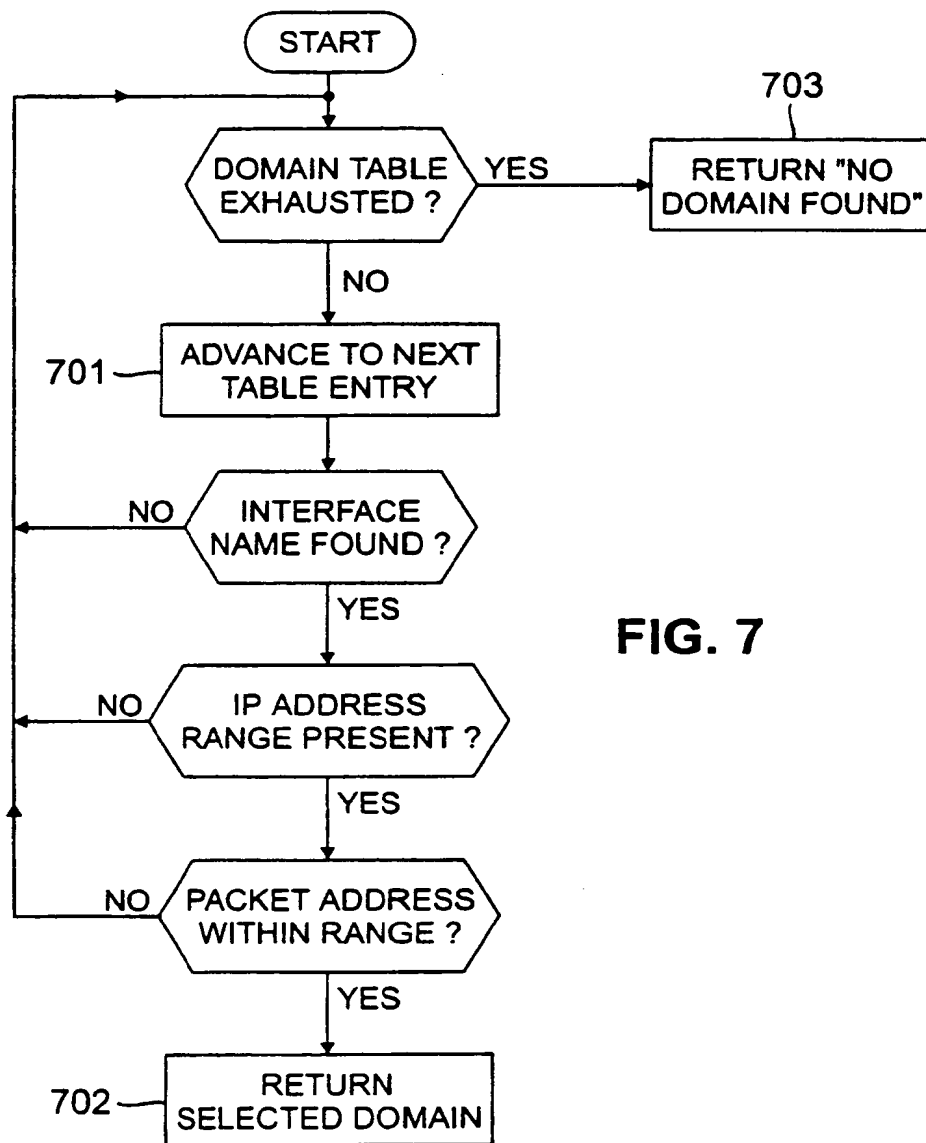 START
703
DOMAIN TABLE
EXHAUSTED ?
YES
RETURN "NO
DOMAIN FOUND"
NO
701
ADVANCE TO NEXT
TABLE ENTRY
NO
INTERFACE
NAME FOUND ?
YES
FIG. 7
NO
IP ADDRESS
RANGE PRESENT ?
YES
NO
PACKET ADDRESS
WITHIN RANGE ?
YES
702
RETURN
SELECTED DOMAIN